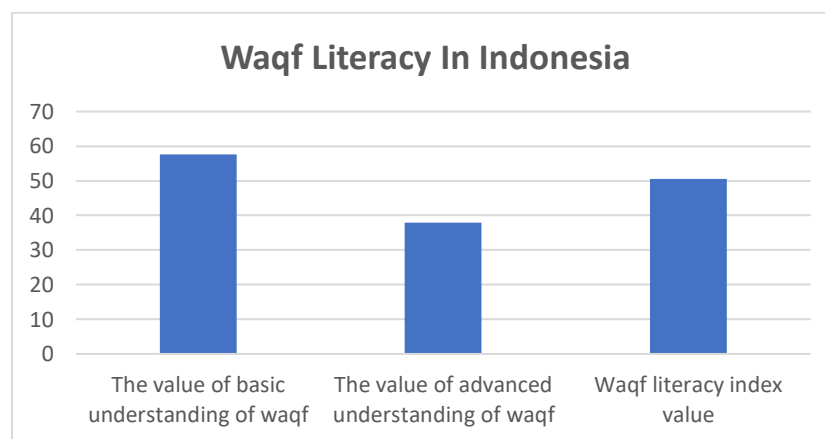 Waqf Literacy In Indonesia
70
60
50
40
30
20
10
0
The value of basic
understanding of waqf
The value of advanced
understanding of waqf
Waqf literacy index
value